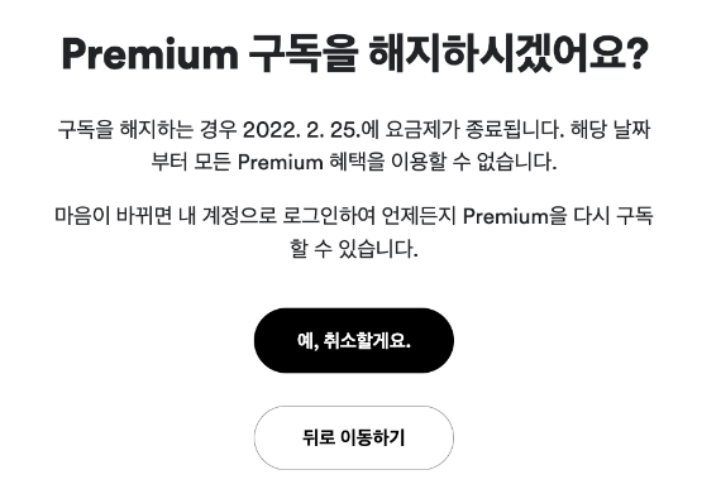 Premium 구독을 해지하시겠어요?
구독을 해지하는 경우 2022. 2. 25.에 요금제가 종료됩니다. 해당 날짜
부터 모든 Premium 혜택을 이용할 수 없습니다.
마음이 바뀌면 내 계정으로 로그인하여 언제든지 Premium을 다시 구독
할 수 있습니다.
예, 취소할게요.
뒤로 이동하기